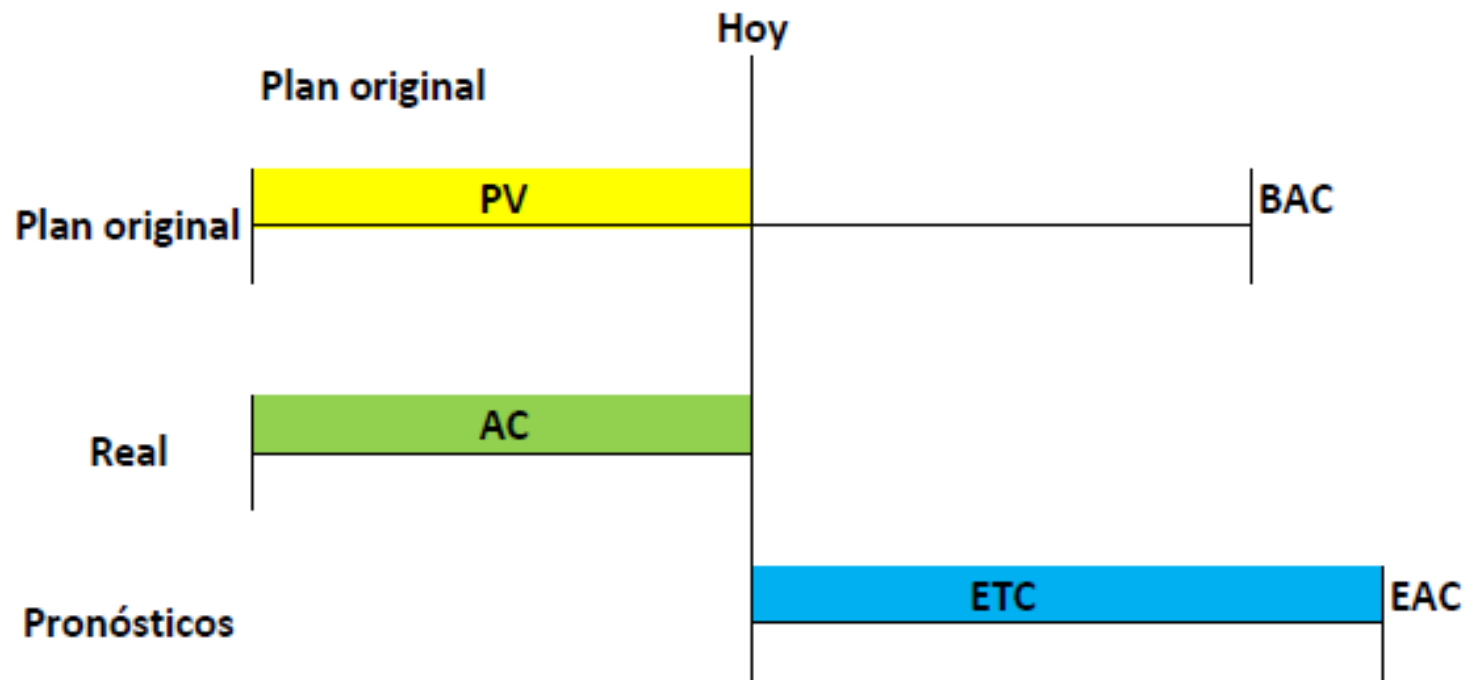 Hoy
Plan original
PV
BAC
Plan original
AC
Real
ETC
EAC
Pronósticos